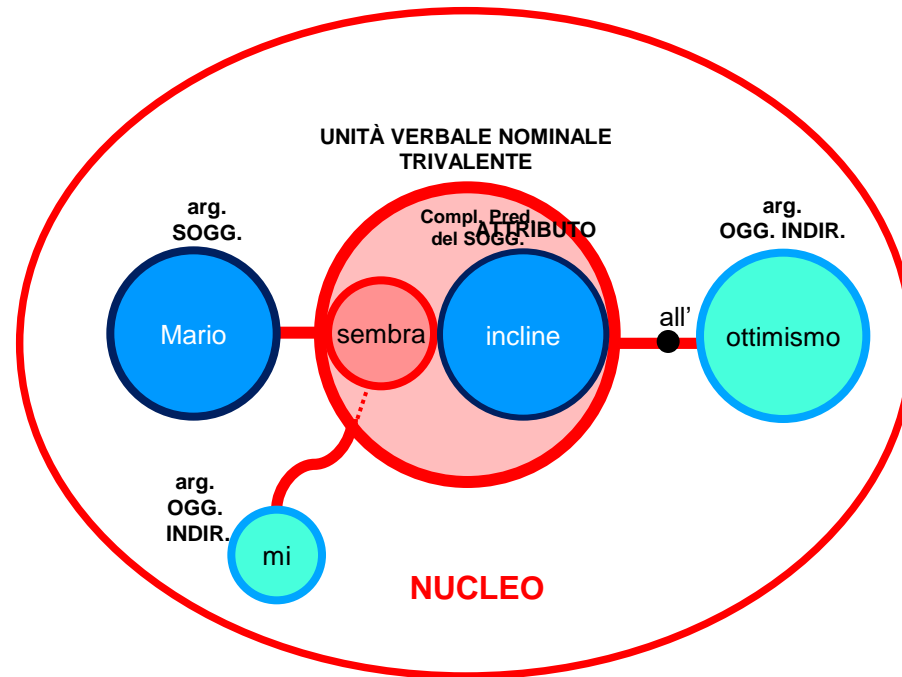 UNITÀ VERBALE NOMINALE
TRIVALENTE
arg.
SOGG.
Compl. Pred.
del SOGG.
ATTRIBUTO
arg.
OGG. INDIR.
Mario
sembra
incline
all'
ottimismo
arg.
OGG.
INDIR.
mi
NUCLEO